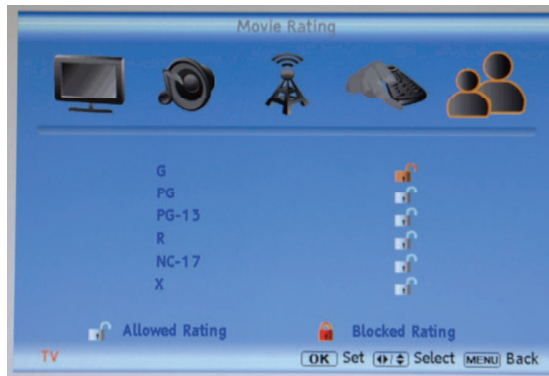 Movie Rating
G
PG
PG-13
R
NC-17
X
Allowed Rating Blocked Rating
TV OK Set Select MENU Back